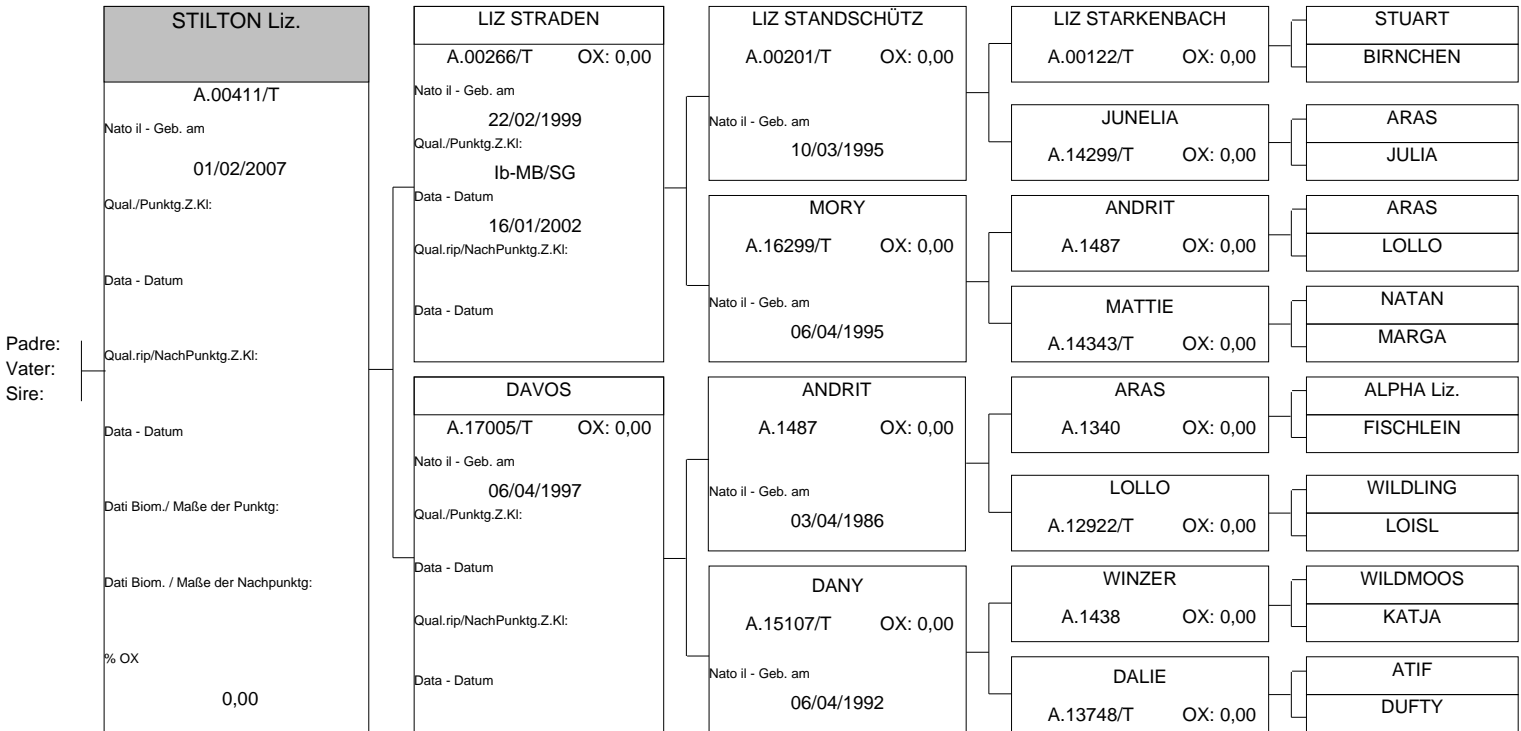 Padre:
Vater:
Sire:
STILTON Liz.
A.00411/T
Nato il - Geb. am
01/02/2007
Qual./Punktg.Z.Kl:
Data - Datum
Qual.rip/NachPunktg.Z.Kl:
Data - Datum
Dati Biom./ Maße der Punktg:
Dati Biom. / Maße der Nachpunktg:
% OX
0,00
LIZ STRADEN
A.00266/T OX: 0,00
Nato il - Geb. am
22/02/1999
Qual./Punktg.Z.Kl:
Ib-MB/SG
Data - Datum
16/01/2002
Qual.rip/NachPunktg.Z.Kl:
Data - Datum
DAVOS
A.17005/T OX: 0,00
Nato il - Geb. am
06/04/1997
Qual./Punktg.Z.Kl:
Data - Datum
Qual.rip/NachPunktg.Z.Kl:
Data - Datum
LIZ STANDSCHÜTZ
A.00201/T OX: 0,00
Nato il - Geb. am
10/03/1995
MORY
A.16299/T OX: 0,00
Nato il - Geb. am
06/04/1995
ANDRIT
A.1487 OX: 0,00
Nato il - Geb. am
03/04/1986
DANY
A.15107/T OX: 0,00
Nato il - Geb. am
06/04/1992
LIZ STARKENBACH
A.00122/T OX: 0,00
JUNELIA
A.14299/T OX: 0,00
ANDRIT
A.1487 OX: 0,00
MATTIE
A.14343/T OX: 0,00
ARAS
A.1340 OX: 0,00
LOLLO
A.12922/T OX: 0,00
WINZER
A.1438 OX: 0,00
DALIE
A.13748/T OX: 0,00
STUART
BIRNCHEN
ARAS
JULIA
ARAS
LOLLO
NATAN
MARGA
ALPHA Liz.
FISCHLEIN
WILDLING
LOISL
WILDMOOS
KATJA
ATIF
DUFTY